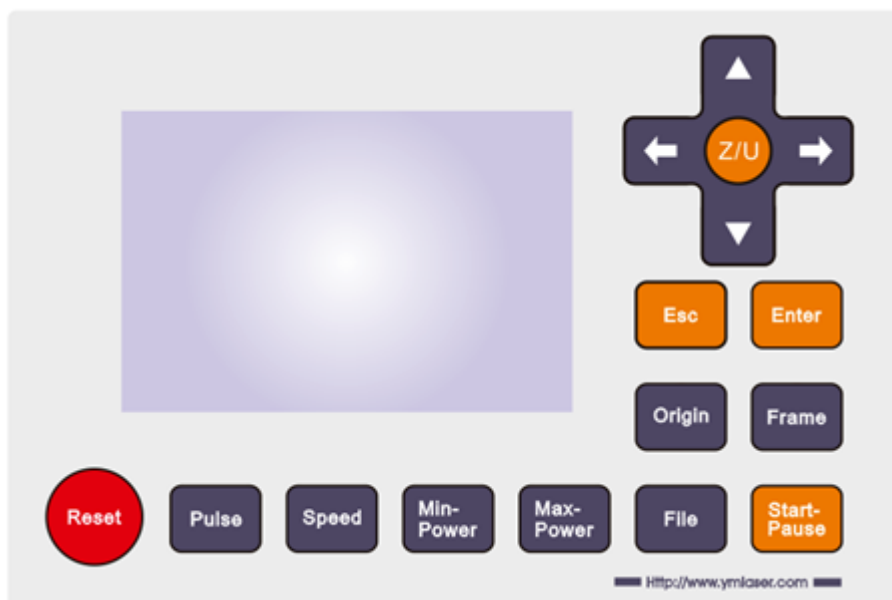 Z/U
Esc
Enter
Origin
Frame
Reset
Pulse
Speed
Min-
Power
Max-
Power
File
Start-
Pause
Http://www.ymlaser.com